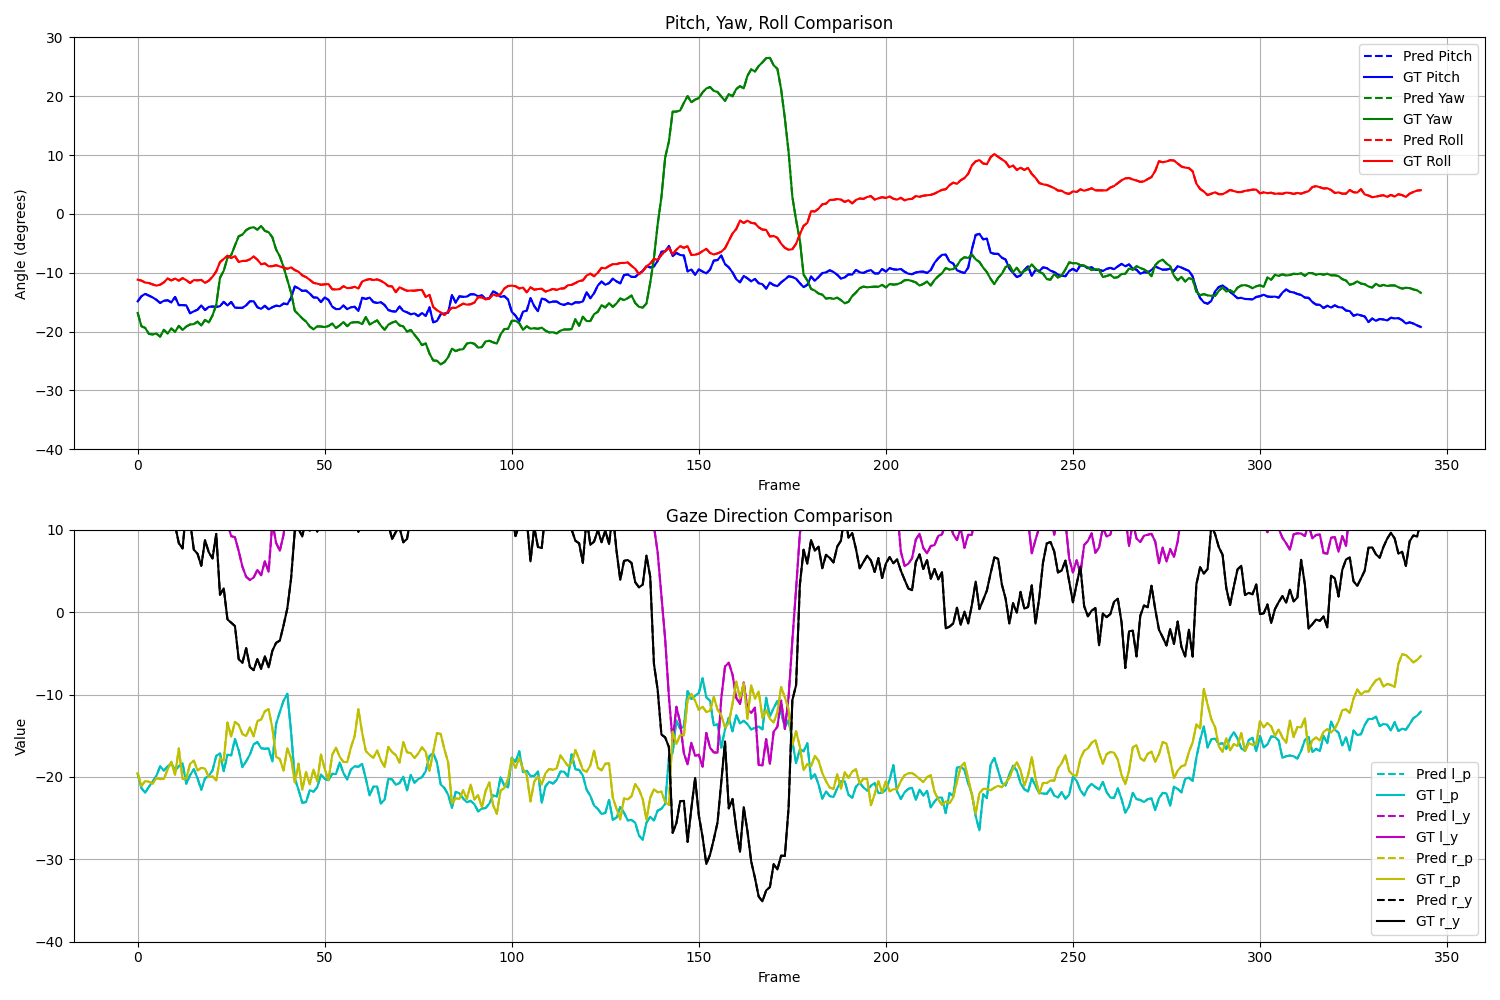 Pitch, Yaw, Roll Comparison
30
20
10
0
−10
−20
−30
−40
Angle (degrees)
Pred Pitch
GT Pitch
Pred Yaw
GT Yaw
Pred Roll
GT Roll
0 50 100 150 200 250 300 350
Frame
Gaze Direction Comparison
10
0
−10
−20
−30
−40
Value
Pred l_p
GT l_p
Pred l_y
GT l_y
Pred r_p
GT r_p
Pred r_y
GT r_y
0 50 100 150 200 250 300 350
Frame